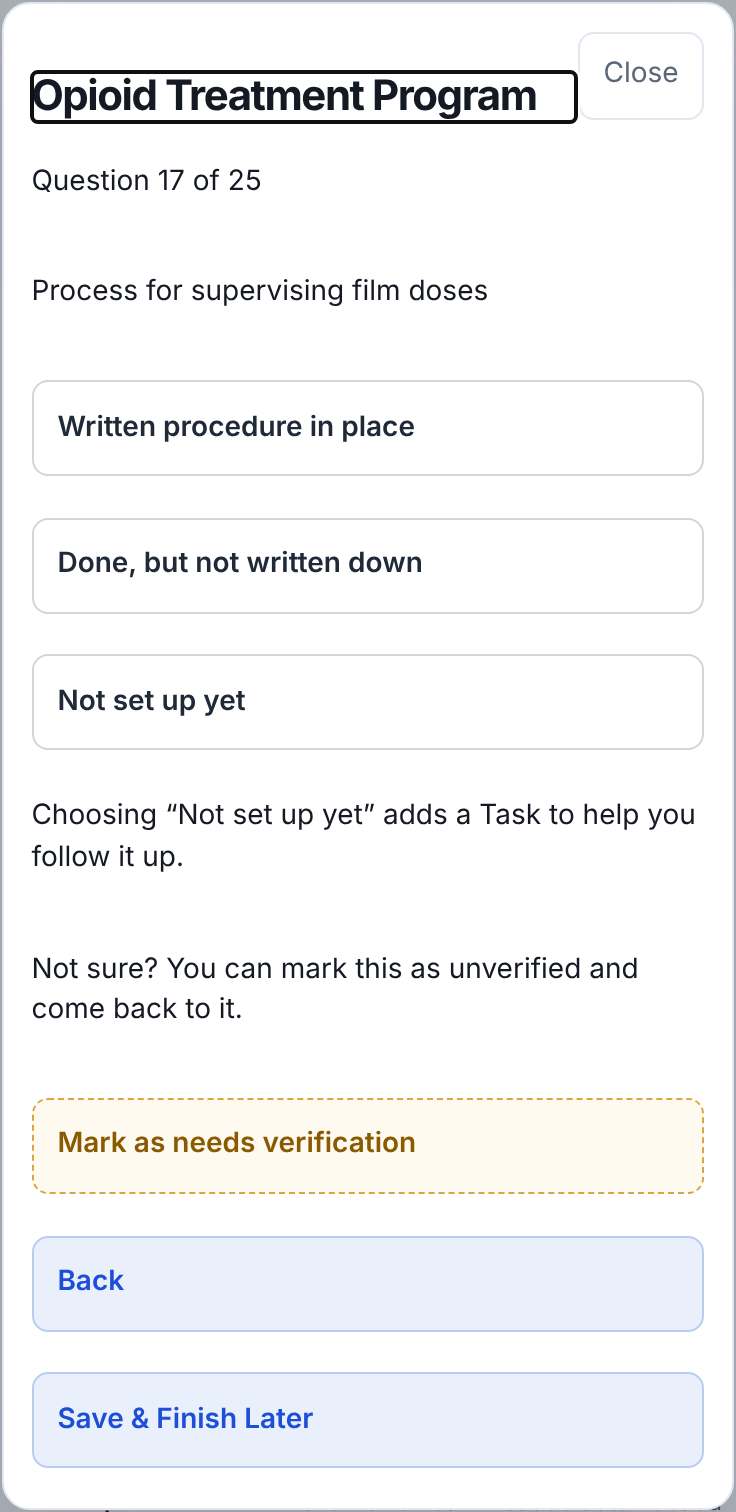 Opioid Treatment Program
Close
Question 17 of 25
Process for supervising film doses
Written procedure in place
Done, but not written down
Not set up yet
Choosing “Not set up yet” adds a Task to help you
follow it up.
Not sure? You can mark this as unverified and
come back to it.
Mark as needs verification
Back
Save & Finish Later